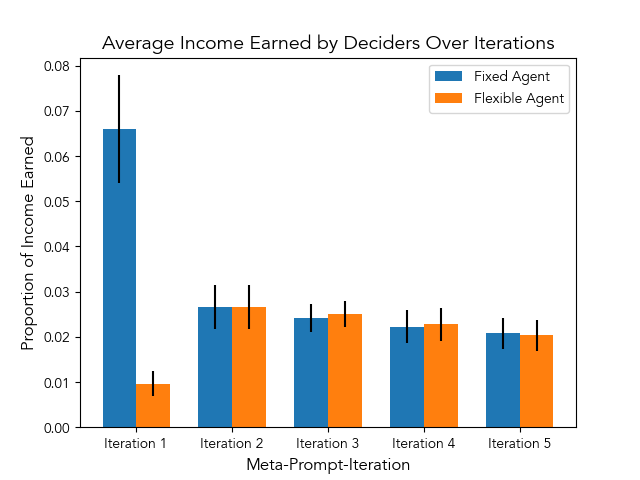 Average Income Earned by Deciders Over Iterations
Fixed Agent
Flexible Agent
Proportion of Income Earned
0.08
0.07
0.06
0.05
0.04
0.03
0.02
0.01
0.00
Iteration 1 Iteration 2 Iteration 3 Iteration 4 Iteration 5
Meta-Prompt-Iteration